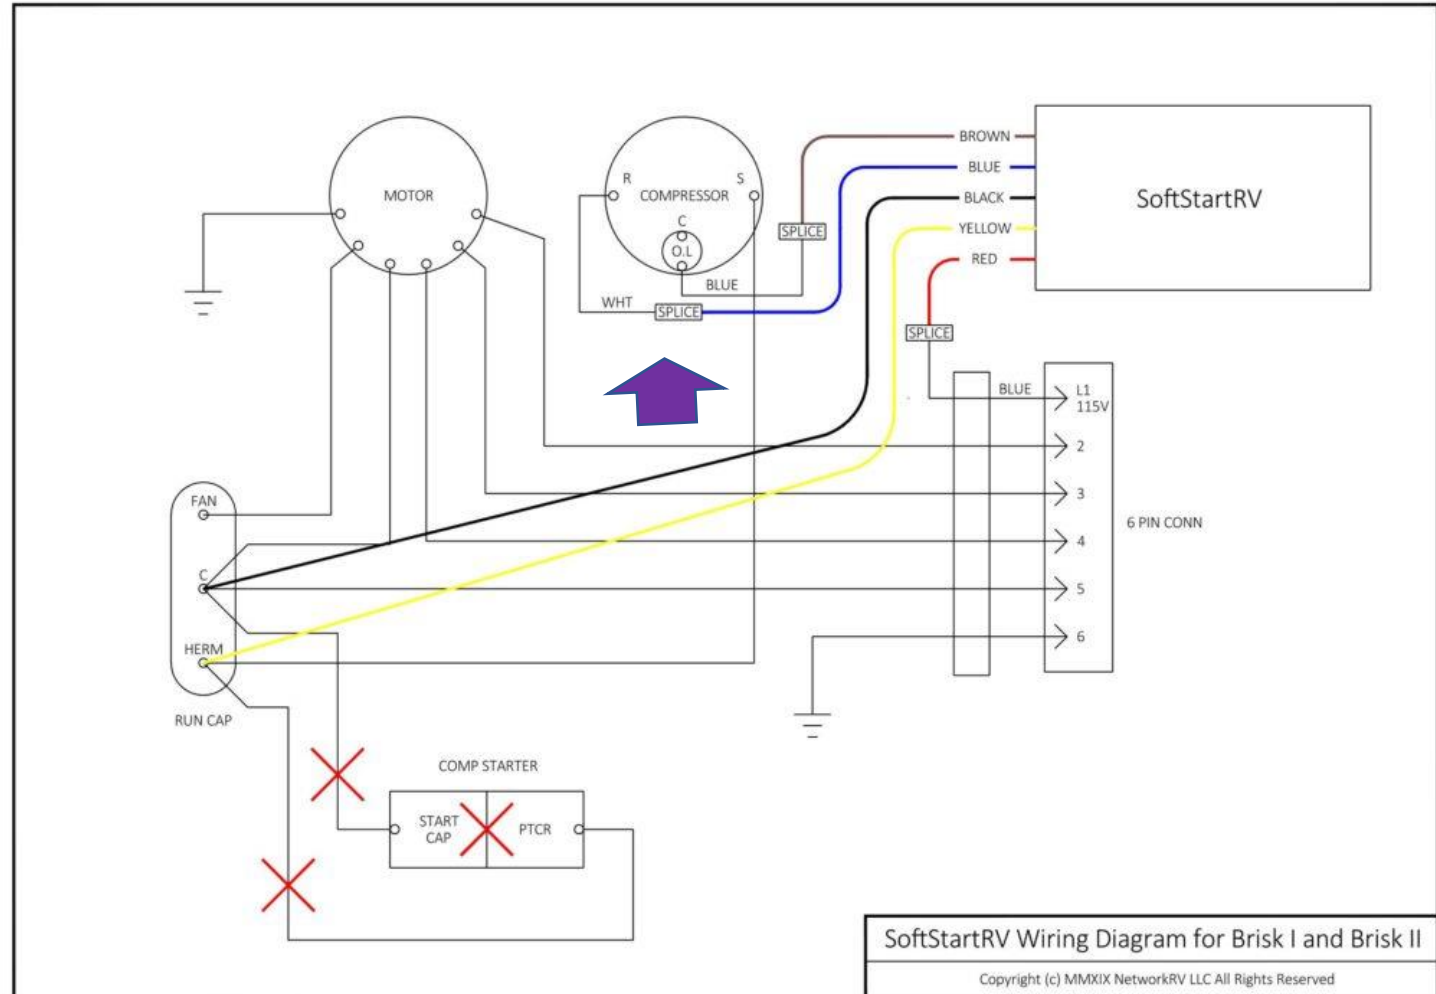 BROWN
BLUE
BLACK
YELLOW
RED
SoftStartRV
MOTOR
R
COMPRESSOR
S
C
O.L
SPLICE
BLUE
WHT
SPLICE
SPLICE
BLUE
L1
115V
2
3
4
5
6
6 PIN CONN
FAN
C
HERM
RUN CAP
COMP STARTER
START
CAP
PTCR
SoftStartRV Wiring Diagram for Brisk I and Brisk II
Copyright (c) MMXIX NetworkRV LLC All Rights Reserved